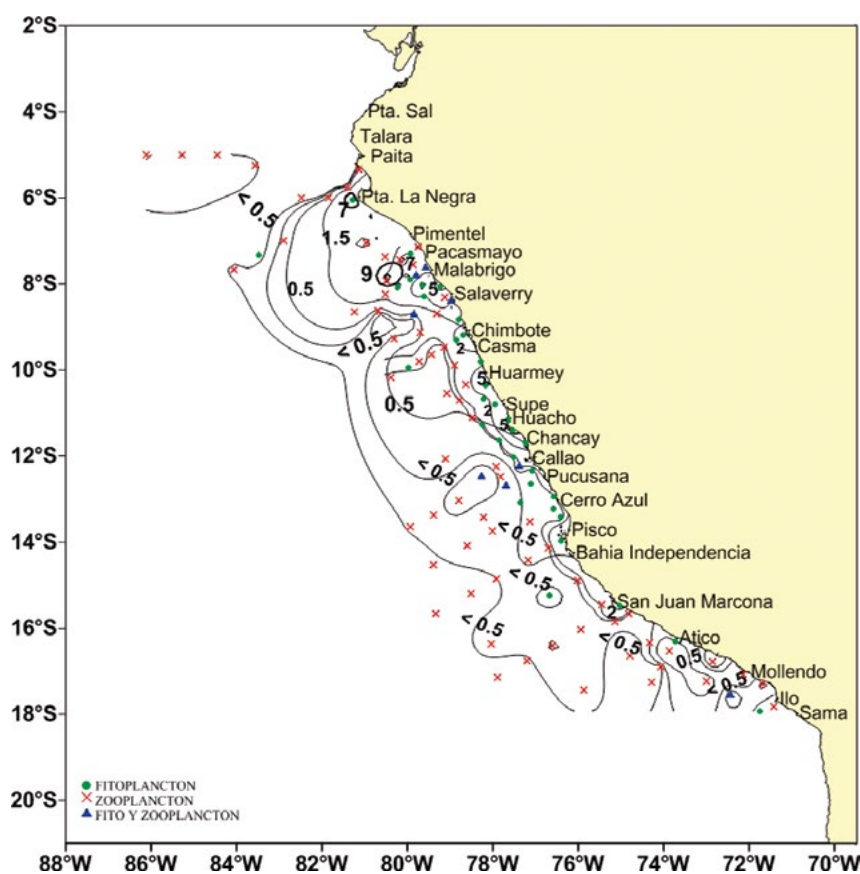 2°S
4°S
6°S
8°S
10°S
12°S
14°S
16°S
18°S
20°S
88°W 86°W 84°W 82°W 80°W 78°W 76°W 74°W 72°W 70°W
Pta. Sal
Talara
Paita
Pta. La Negra
7
< 0.5
1.5
Pimentel
Pacasmayo
7
9
Malabrigo
5
0.5
Salaverry
< 0.5
Chimbote
2
Casma
5
Huarmey
0.5
2
Supe
Huacho
5
Chancay
Callao
< 0.5
Pucusana
Cerro Azul
< 0.5
Pisco
Bahia Independencia
< 0.5
San Juan Marcona
2
< 0.5
< 0.5
Atico
0.5
Mollendo
< 0.5
Ilo
Sama
FITOPLANCTON
ZOOPLANCTON
FITO Y ZOOPLANCTON